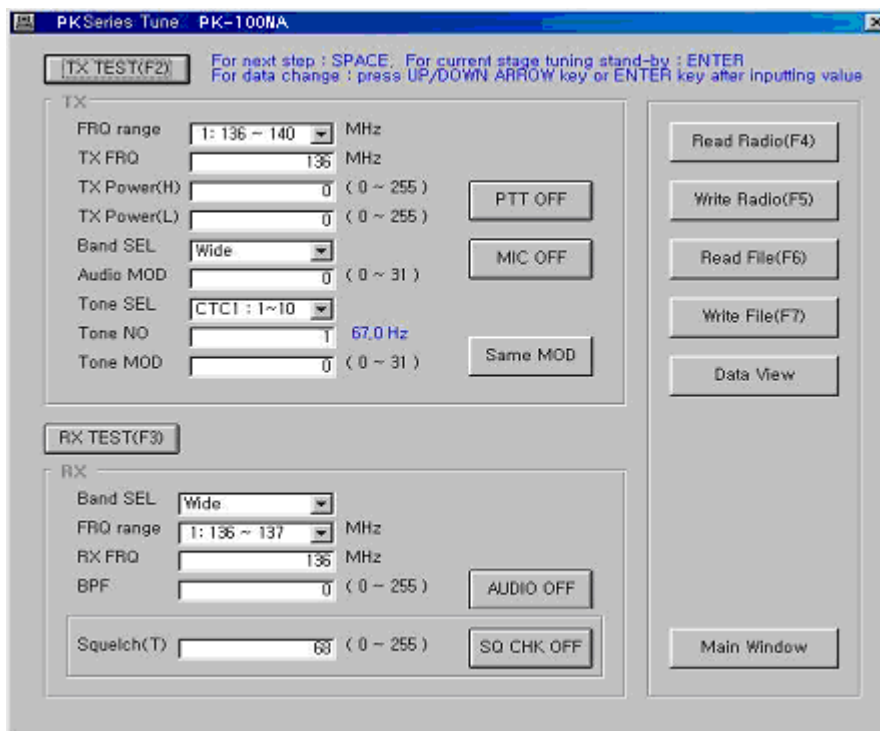 PK Series Tune PK-100NA
TX TEST(F2)
For next step : SPACE, For current stage tuning stand-by : ENTER
For data change : press UP/DOWN ARROW key or ENTER key after inputting value
TX
FRQ range 1: 136 ~ 140 MHz
TX FRQ 136 MHz
TX Power(H) 0 ( 0 ~ 255 )
TX Power(L) 0 ( 0 ~ 255 )
PTT OFF
Band SEL Wide
Audio MOD 0 ( 0 ~ 31 )
MIC OFF
Tone SEL CTC1 : 1~10
Tone NO 1 67.0 Hz
Tone MOD 0 ( 0 ~ 31 )
Same MOD
RX TEST(F3)
RX
Band SEL Wide
FRQ range 1: 136 ~ 137 MHz
RX FRQ 136 MHz
BPF 0 ( 0 ~ 255 )
AUDIO OFF
Squelch(T) 68 ( 0 ~ 255 )
SQ CHK OFF
Read Radio(F4)
Write Radio(F5)
Read File(F6)
Write File(F7)
Data View
Main Window